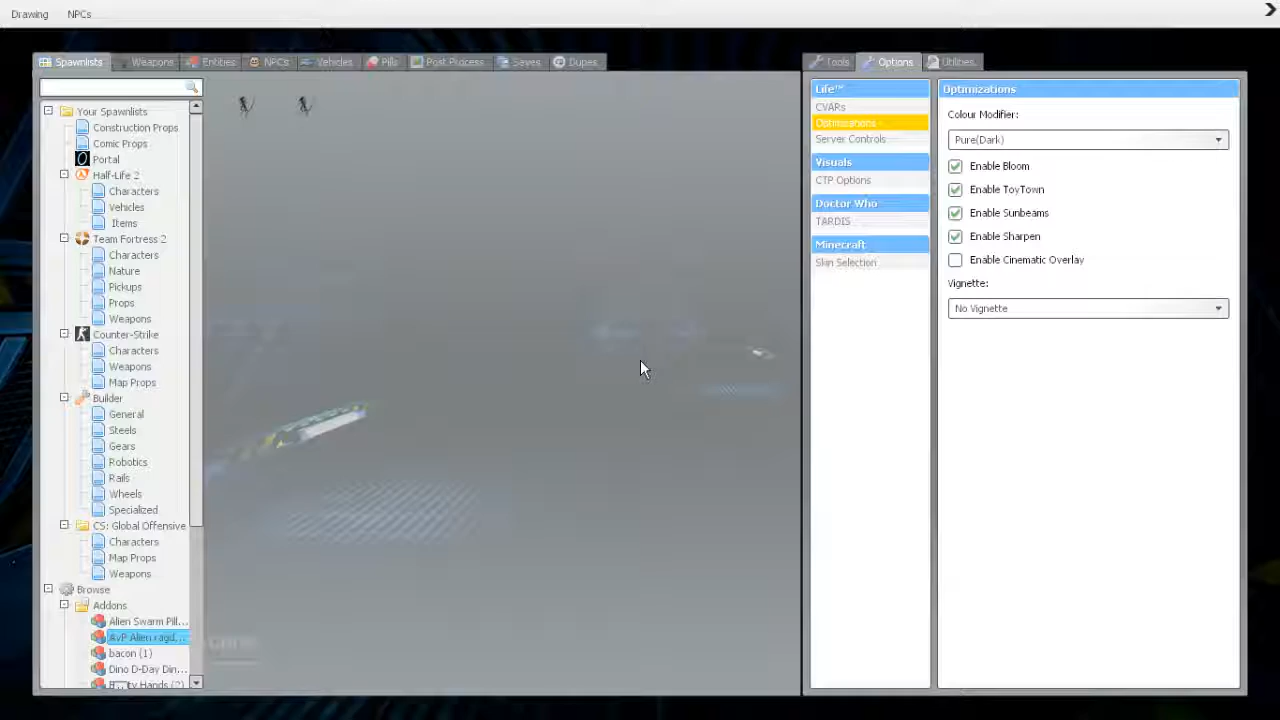 Drawing NPCs
Spawnlists Weapons Entities NPCs Vehicles Pills Post Process Saves Dupes
Tools Options Utilities
Your Spawnlists
Construction Props
Comic Props
Portal
Half-Life 2
Characters
Vehicles
Items
Team Fortress 2
Characters
Nature
Pickups
Props
Weapons
Counter-Strike
Characters
Weapons
Map Props
Builder
General
Steels
Gears
Robotics
Rails
Wheels
Specialized
CS: Global Offensive
Characters
Map Props
Weapons
Browse
Addons
Alien Swarm Pill...
AvP Alien ragd...
bacon (1)
Dino D-Day Din...
Hands (2)
Life™
CVARs
Optimizations
Server Controls
Visuals
CTP Options
Doctor Who
TARDIS
Minecraft
Skin Selection
Optimizations
Colour Modifier:
Pure(Dark)
Enable Bloom
Enable ToyTown
Enable Sunbeams
Enable Sharpen
Enable Cinematic Overlay
Vignette:
No Vignette